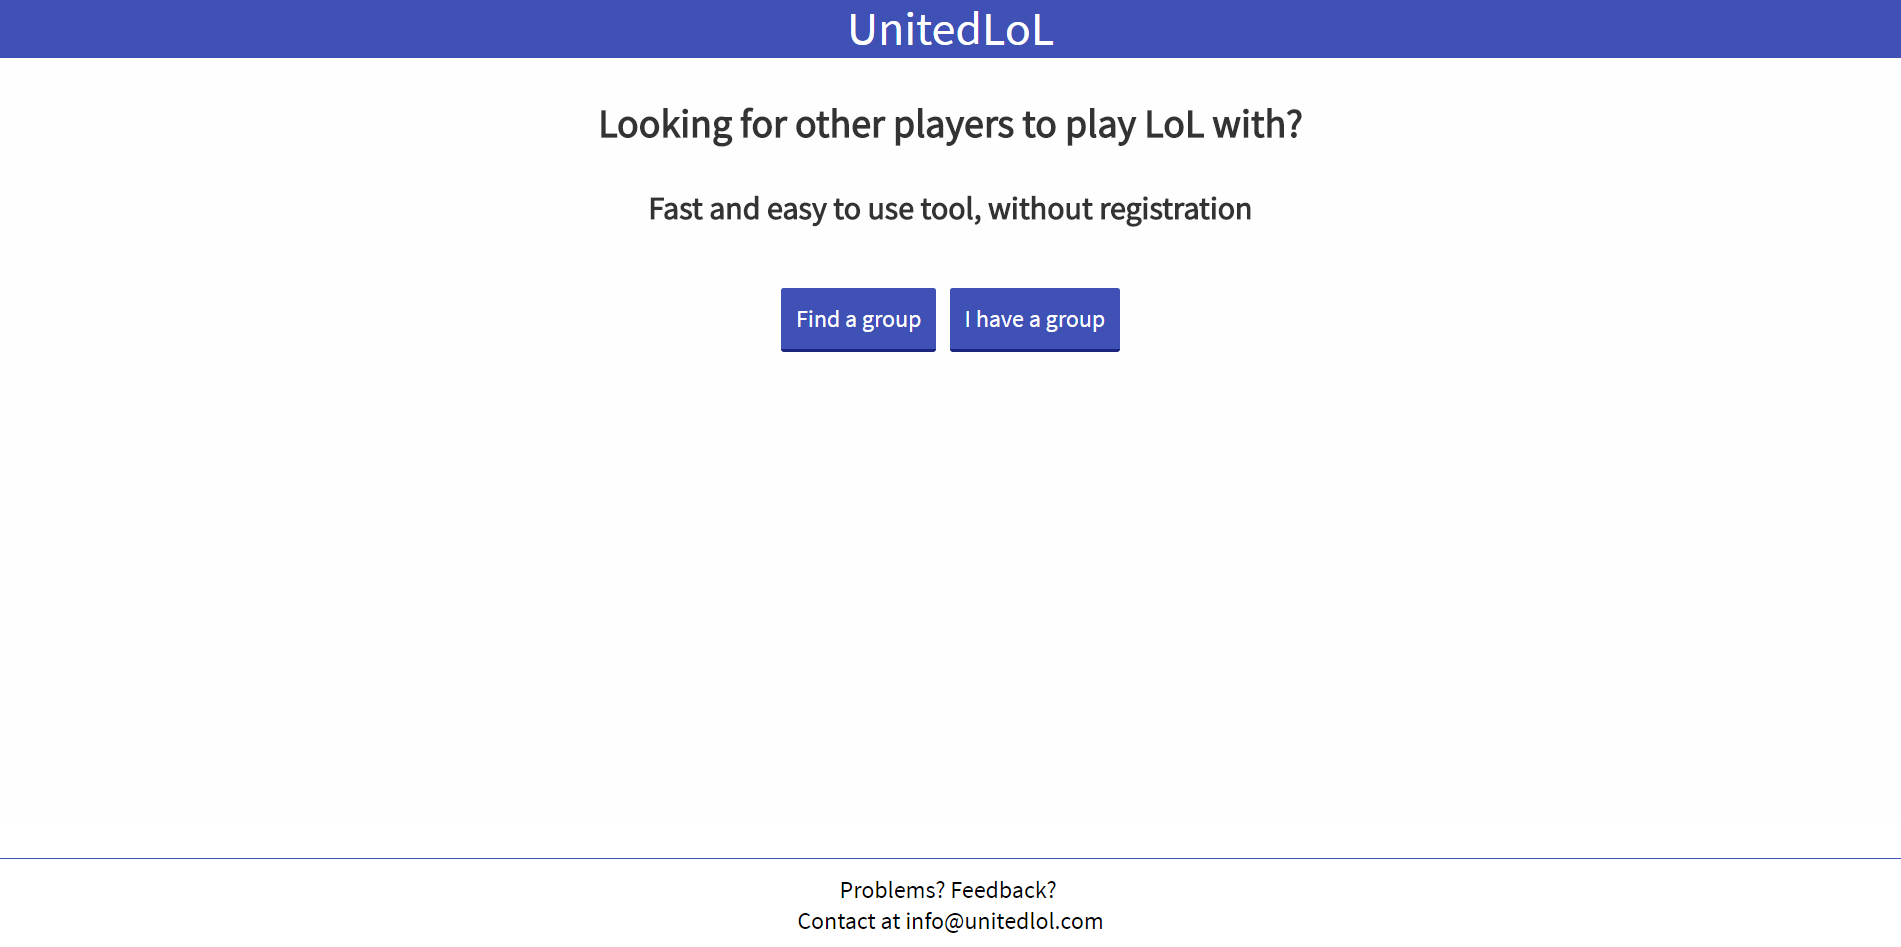 UnitedLoL
Looking for other players to play LoL with?
Fast and easy to use tool, without registration
Find a group
I have a group
Problems? Feedback?
Contact at info@unitedlol.com